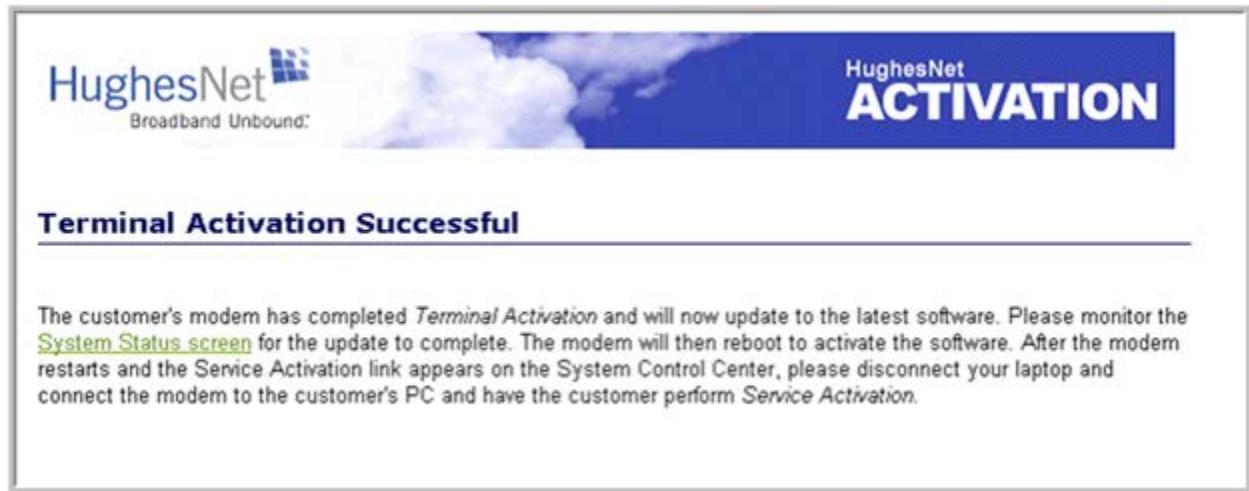 HughesNet
Broadband Unbound.™
HughesNet
ACTIVATION
Terminal Activation Successful
The customer's modem has completed Terminal Activation and will now update to the latest software. Please monitor the
System Status screen for the update to complete. The modem will then reboot to activate the software. After the modem
restarts and the Service Activation link appears on the System Control Center, please disconnect your laptop and
connect the modem to the customer's PC and have the customer perform Service Activation.